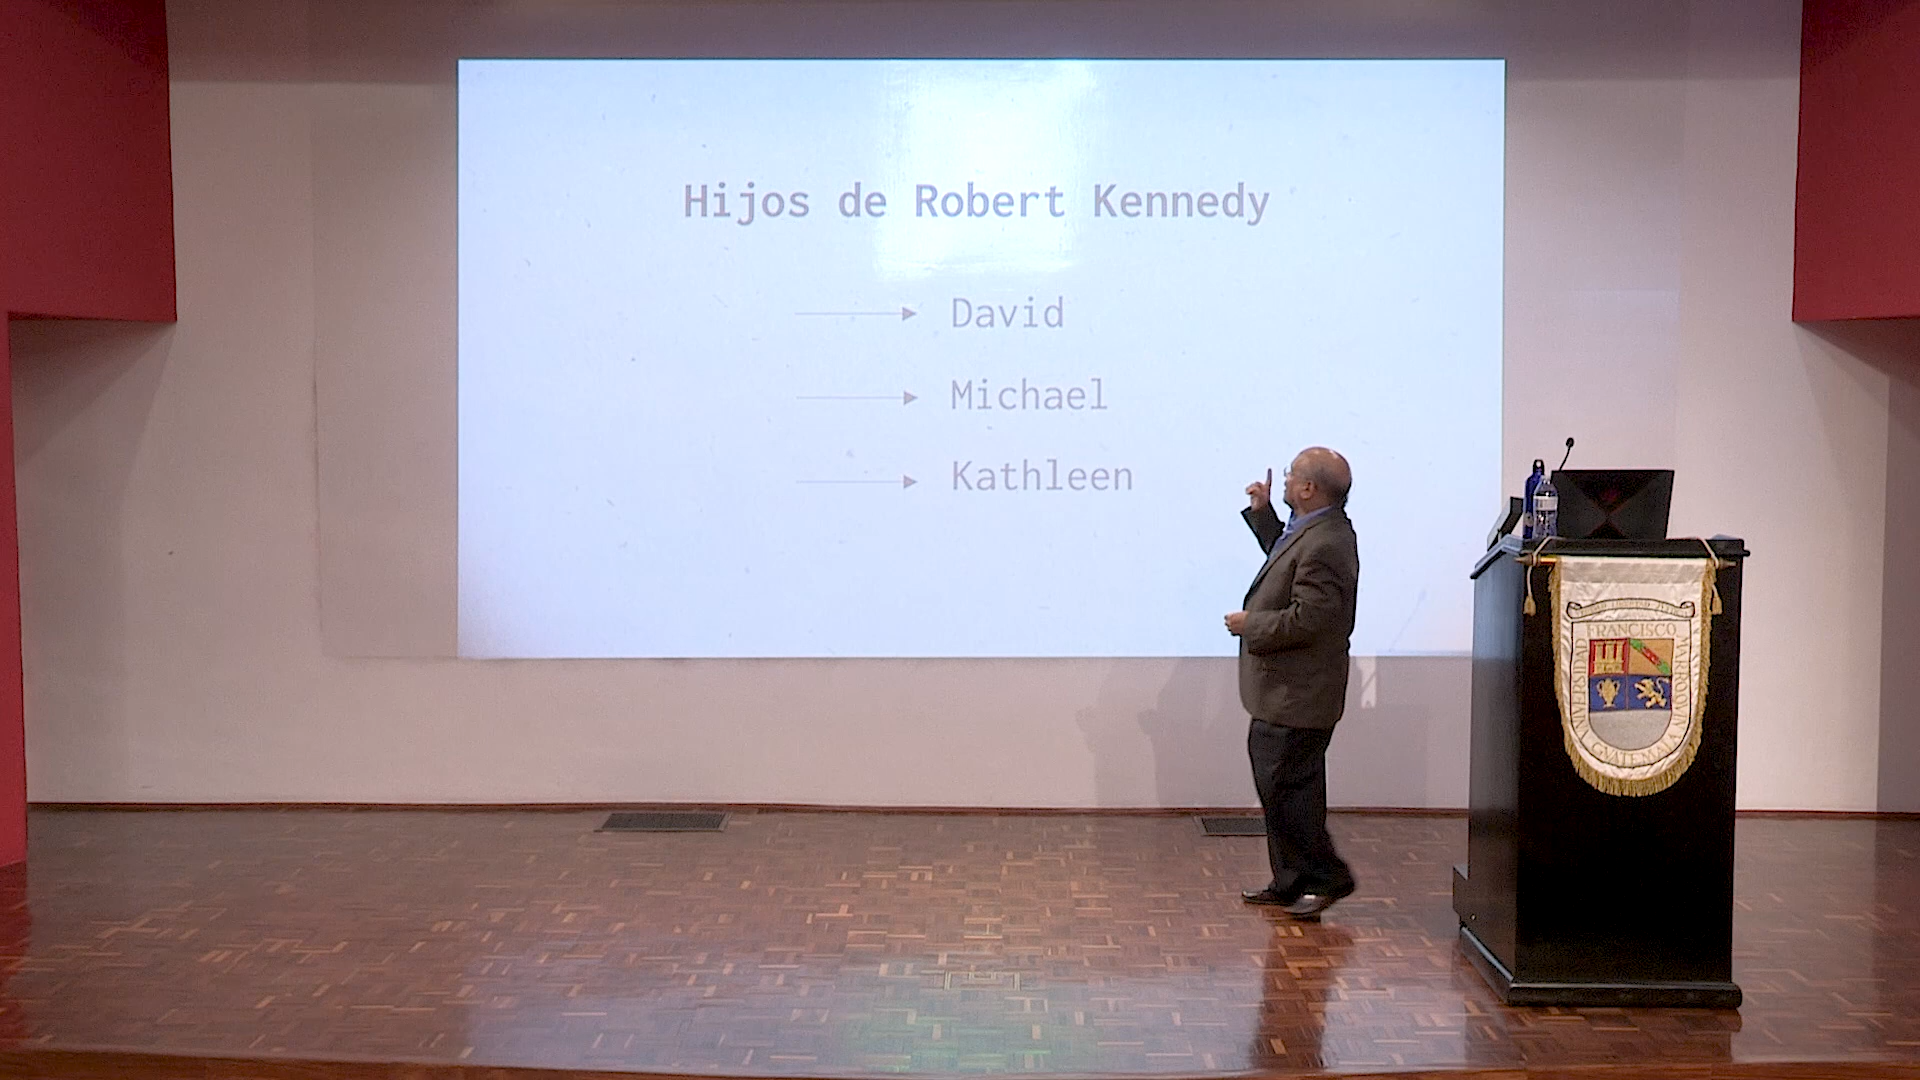 Hijos de Robert Kennedy
David
Michael
Kathleen
UNIVERSIDAD FRANCISCO MARROQUIN
GUATEMALA